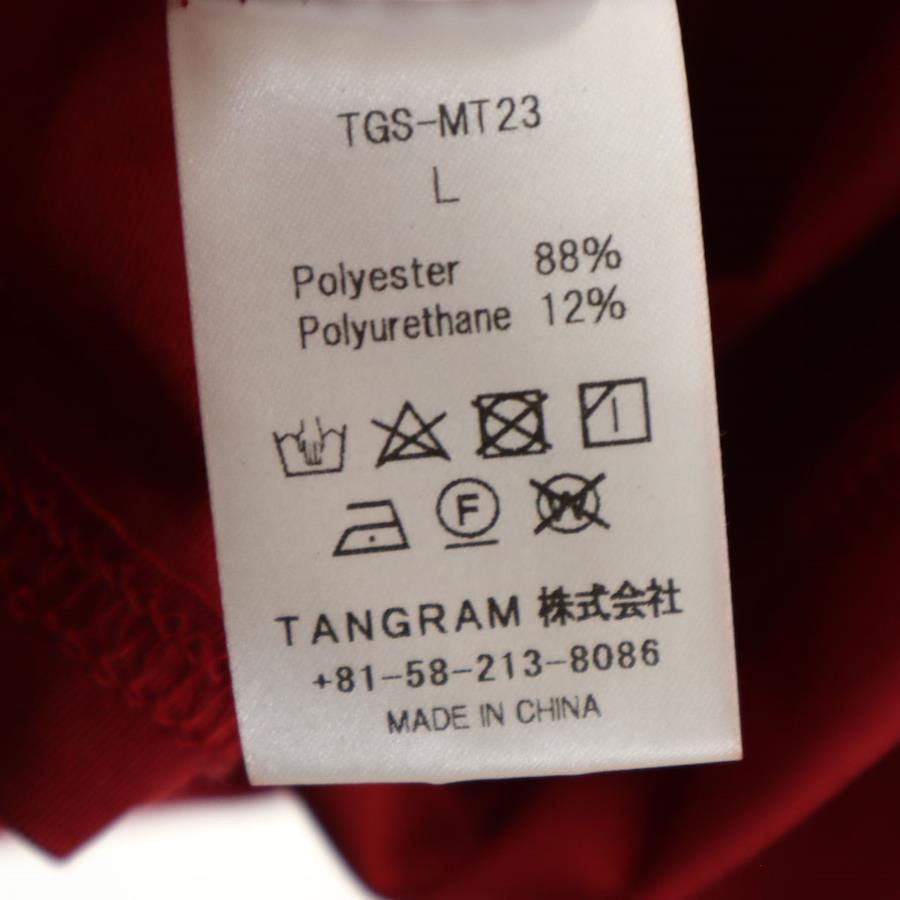 TGS-MT23
L
Polyester 88%
Polyurethane 12%
F
W
TANGRAM 株式会社
+81-58-213-8086
MADE IN CHINA